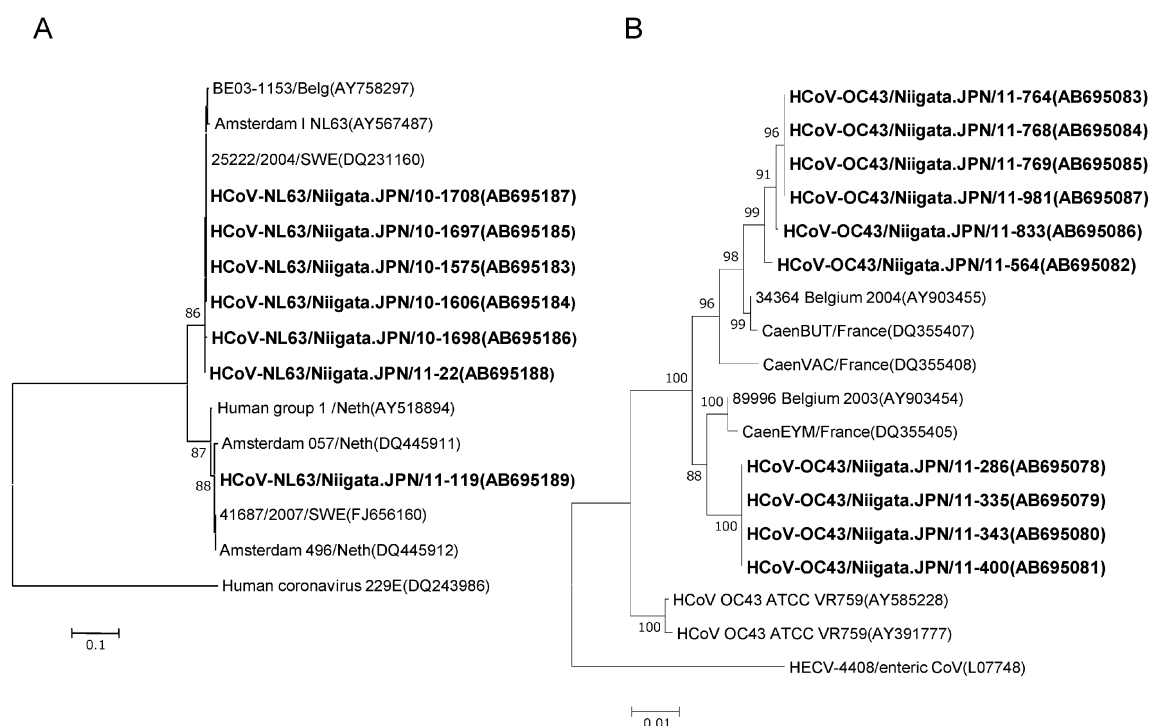 A
BE03-1153/Belg(AY758297)
Amsterdam I NL63(AY567487)
25222/2004/SWE(DQ231160)
HCoV-NL63/Niigata.JPN/10-1708(AB695187)
HCoV-NL63/Niigata.JPN/10-1697(AB695185)
HCoV-NL63/Niigata.JPN/10-1575(AB695183)
HCoV-NL63/Niigata.JPN/10-1606(AB695184)
86
HCoV-NL63/Niigata.JPN/10-1698(AB695186)
HCoV-NL63/Niigata.JPN/11-22(AB695188)
Human group 1 /Neth(AY518894)
Amsterdam 057/Neth(DQ445911)
87
HCoV-NL63/Niigata.JPN/11-119(AB695189)
88
41687/2007/SWE(FJ656160)
Amsterdam 496/Neth(DQ445912)
Human coronavirus 229E(DQ243986)
0.1
B
HCoV-OC43/Niigata.JPN/11-764(AB695083)
96
HCoV-OC43/Niigata.JPN/11-768(AB695084)
HCoV-OC43/Niigata.JPN/11-769(AB695085)
91
HCoV-OC43/Niigata.JPN/11-981(AB695087)
99
HCoV-OC43/Niigata.JPN/11-833(AB695086)
98
HCoV-OC43/Niigata.JPN/11-564(AB695082)
34364 Belgium 2004(AY903455)
96
99
CaenBUT/France(DQ355407)
CaenVAC/France(DQ355408)
100
89996 Belgium 2003(AY903454)
100
CaenEYM/France(DQ355405)
HCoV-OC43/Niigata.JPN/11-286(AB695078)
88
HCoV-OC43/Niigata.JPN/11-335(AB695079)
100
HCoV-OC43/Niigata.JPN/11-343(AB695080)
HCoV-OC43/Niigata.JPN/11-400(AB695081)
HCoV OC43 ATCC VR759(AY585228)
100
HCoV OC43 ATCC VR759(AY391777)
HECV-4408/enteric CoV(L07748)
0.01